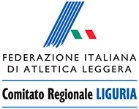 FEDERAZIONE ITALIANA
DI ATLETICA LEGGERA
Comitato Regionale LIGURIA